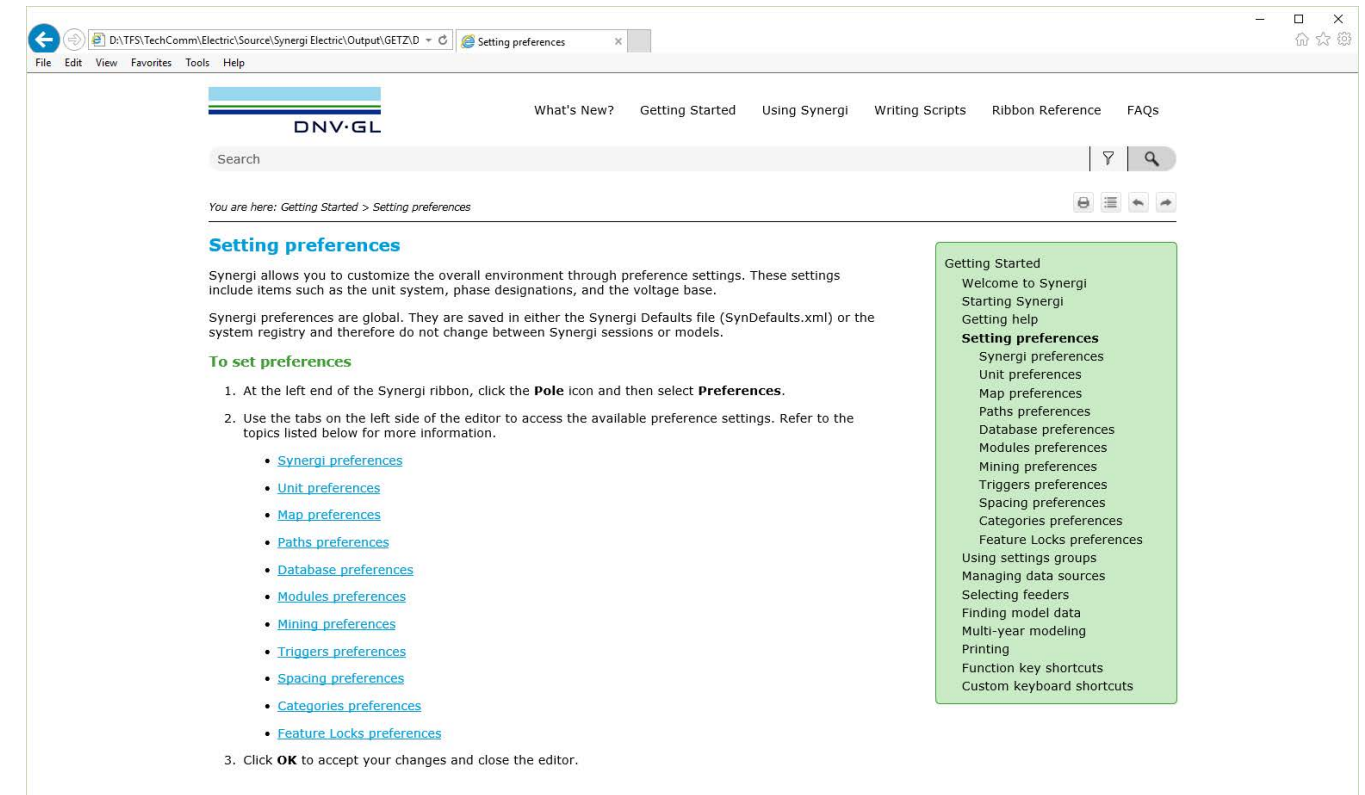 D:\TFS\TechComm\Electric\Source\Synergi Electric\Output\GETZ\D
Setting preferences
File Edit View Favorites Tools Help
DNV·GL
What's New? Getting Started Using Synergi Writing Scripts Ribbon Reference FAQs
Search
You are here: Getting Started > Setting preferences
Setting preferences
Synergi allows you to customize the overall environment through preference settings. These settings
include items such as the unit system, phase designations, and the voltage base.
Synergi preferences are global. They are saved in either the Synergi Defaults file (SynDefaults.xml) or the
system registry and therefore do not change between Synergi sessions or models.
To set preferences
1. At the left end of the Synergi ribbon, click the Pole icon and then select Preferences.
2. Use the tabs on the left side of the editor to access the available preference settings. Refer to the
topics listed below for more information.
• Synergi preferences
• Unit preferences
• Map preferences
• Paths preferences
• Database preferences
• Modules preferences
• Mining preferences
• Triggers preferences
• Spacing preferences
• Categories preferences
• Feature Locks preferences
3. Click OK to accept your changes and close the editor.
Getting Started
Welcome to Synergi
Starting Synergi
Getting help
Setting preferences
Synergi preferences
Unit preferences
Map preferences
Paths preferences
Database preferences
Modules preferences
Mining preferences
Triggers preferences
Spacing preferences
Categories preferences
Feature Locks preferences
Using settings groups
Managing data sources
Selecting feeders
Finding model data
Multi-year modeling
Printing
Function key shortcuts
Custom keyboard shortcuts